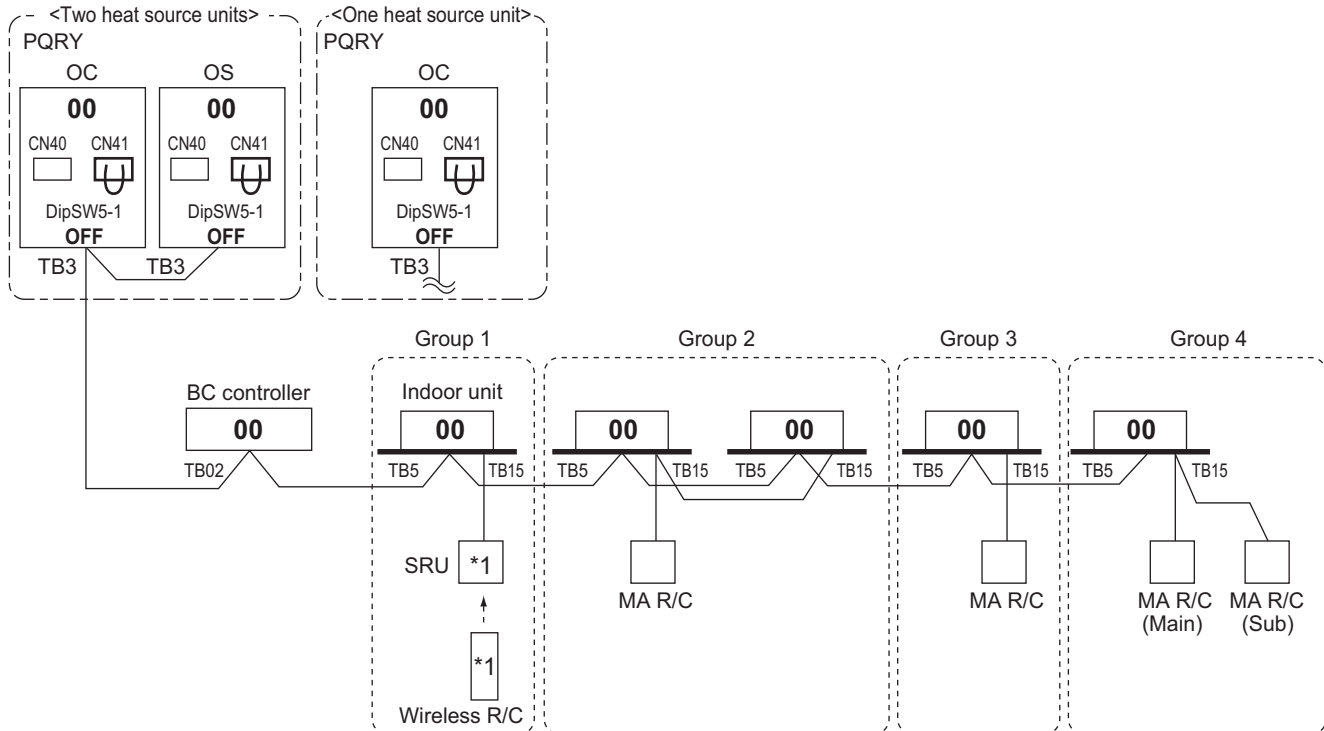 <Two heat source units>
PQRY
OC OS
00 00
CN40 CN41 CN40 CN41
DipSW5-1 DipSW5-1
OFF OFF
TB3 TB3
<One heat source unit>
PQRY
OC
00
CN40 CN41
DipSW5-1
OFF
TB3
Group 1 Group 2 Group 3 Group 4
BC controller Indoor unit
00 00 00 00 00 00
TB02 TB5 TB15 TB5 TB15 TB5 TB15 TB5 TB15 TB5 TB15
SRU *1
MA R/C MA R/C MA R/C MA R/C
(Main) (Sub)
*1
Wireless R/C